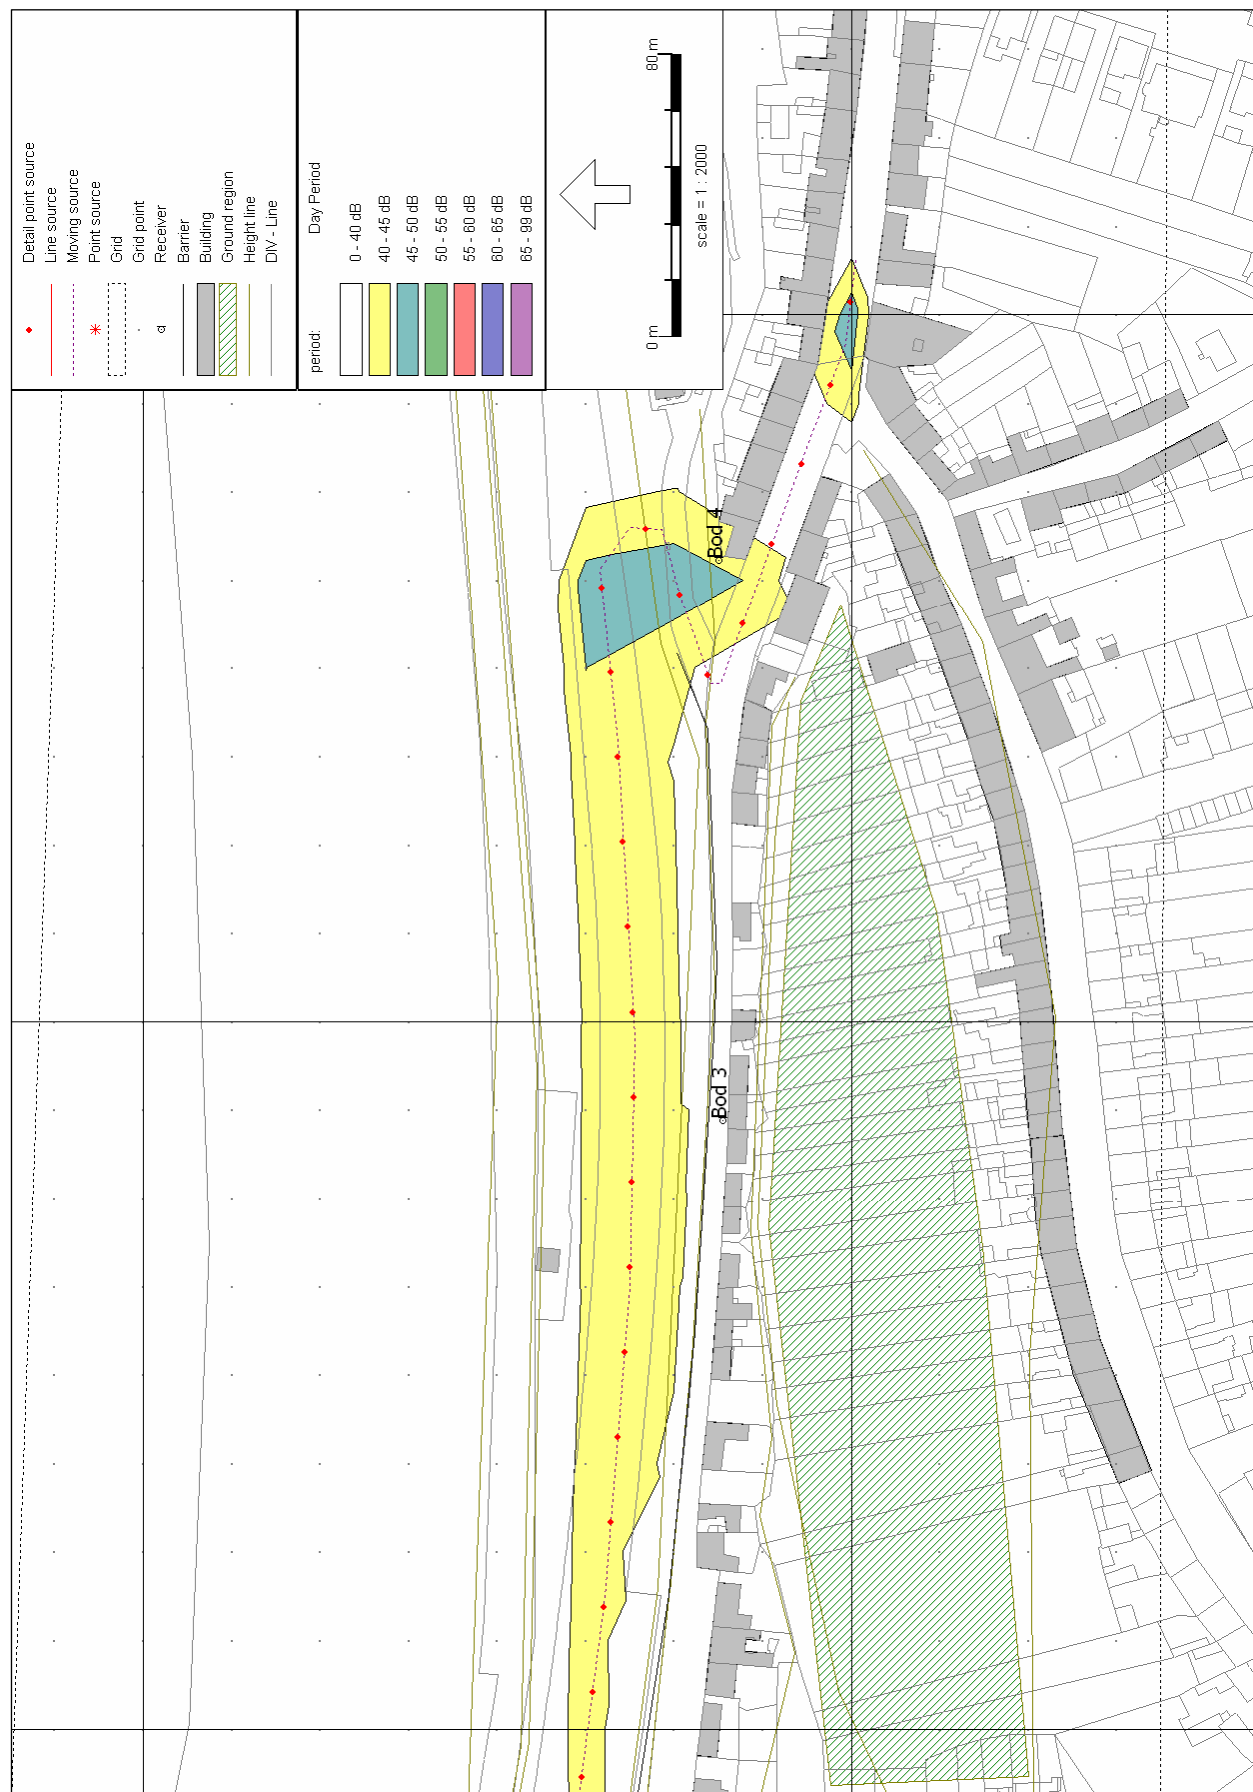 Detail point source
Line source
Moving source
Point source
Grid
Grid point
Receiver
Barrier
Building
Ground region
Height line
DIV - Line
period: Day Period
0 - 40 dB
40 - 45 dB
45 - 50 dB
50 - 55 dB
55 - 60 dB
60 - 65 dB
65 - 99 dB
0 m 80 m
scale = 1 : 2000
Bod 4
Bod 3